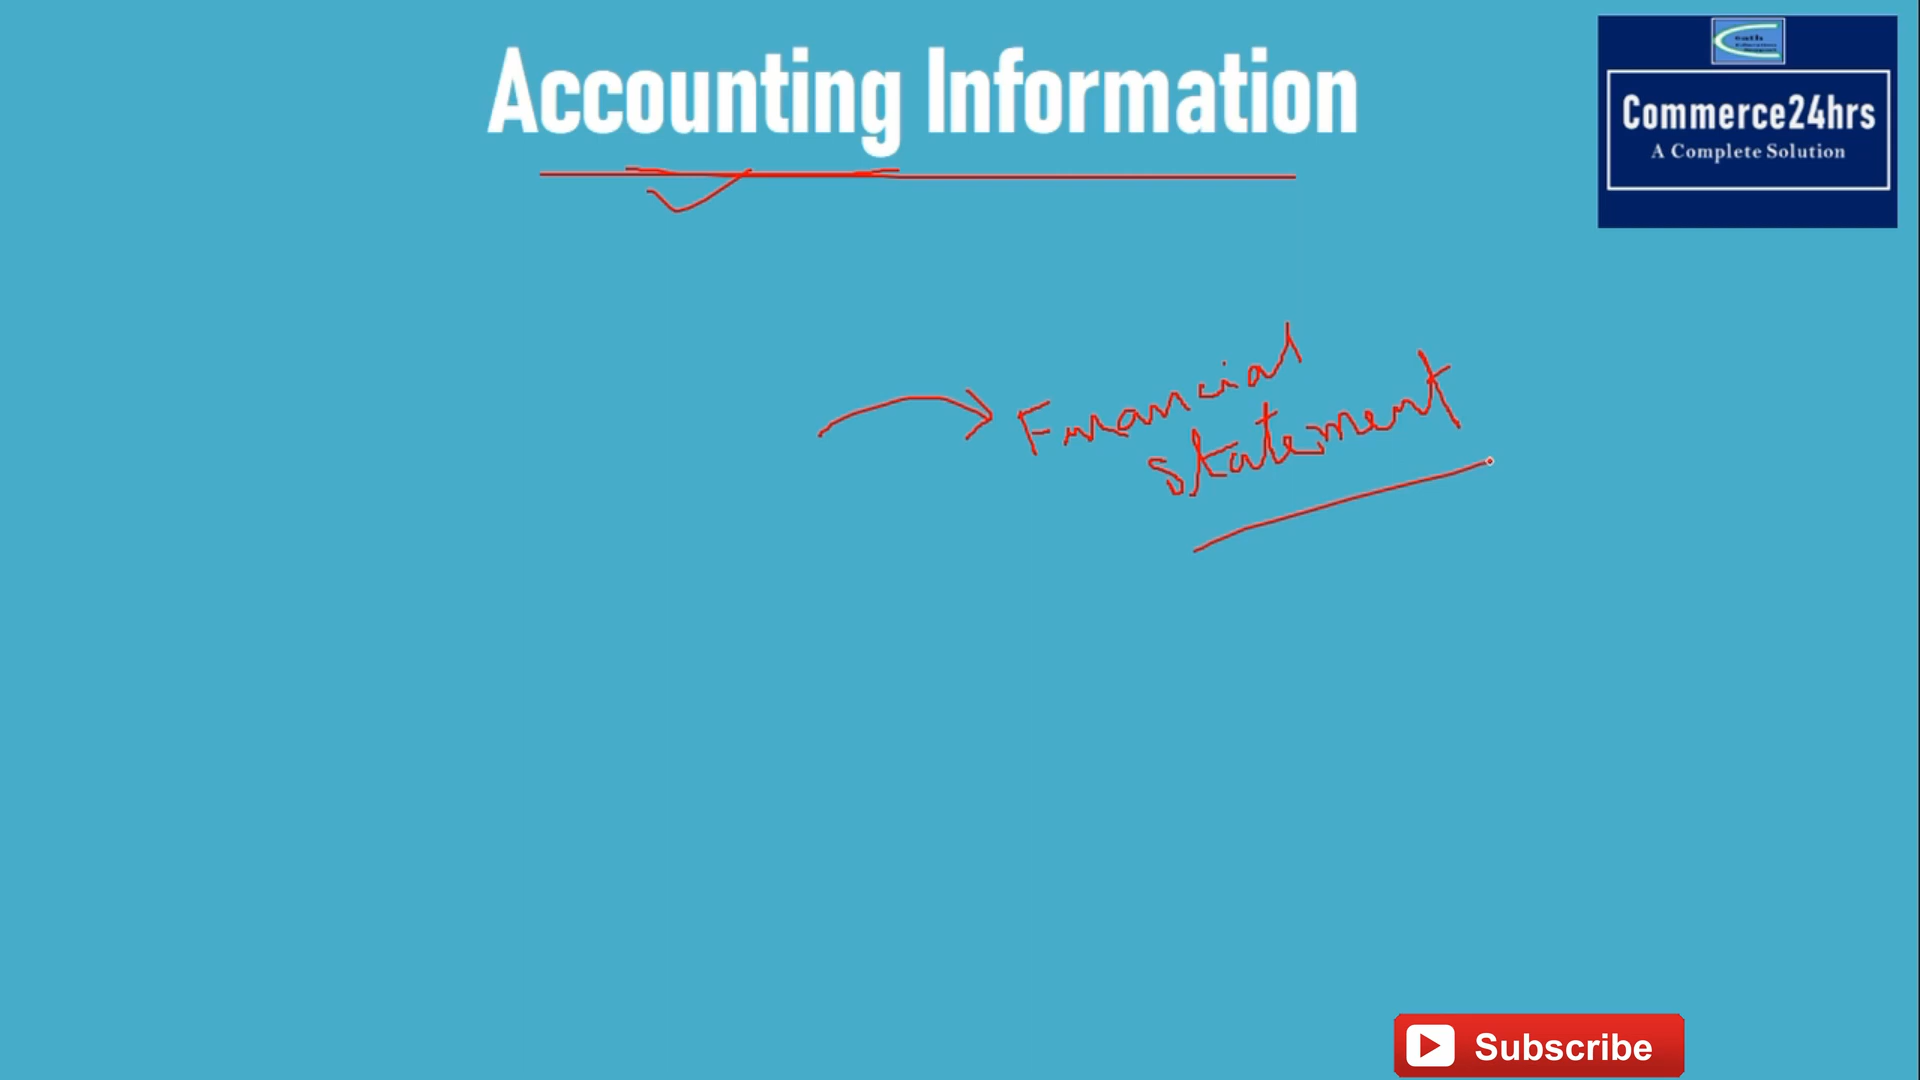 Accounting Information
Commerce24hrs
A Complete Solution
Financial
statement
Subscribe